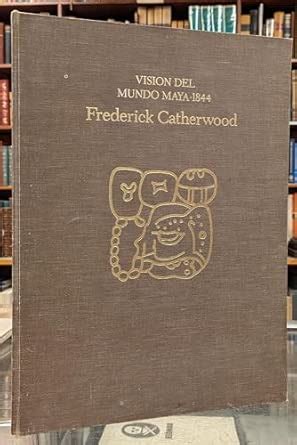 VISION DEL
MUNDO MAYA·1844
Frederick Catherwood